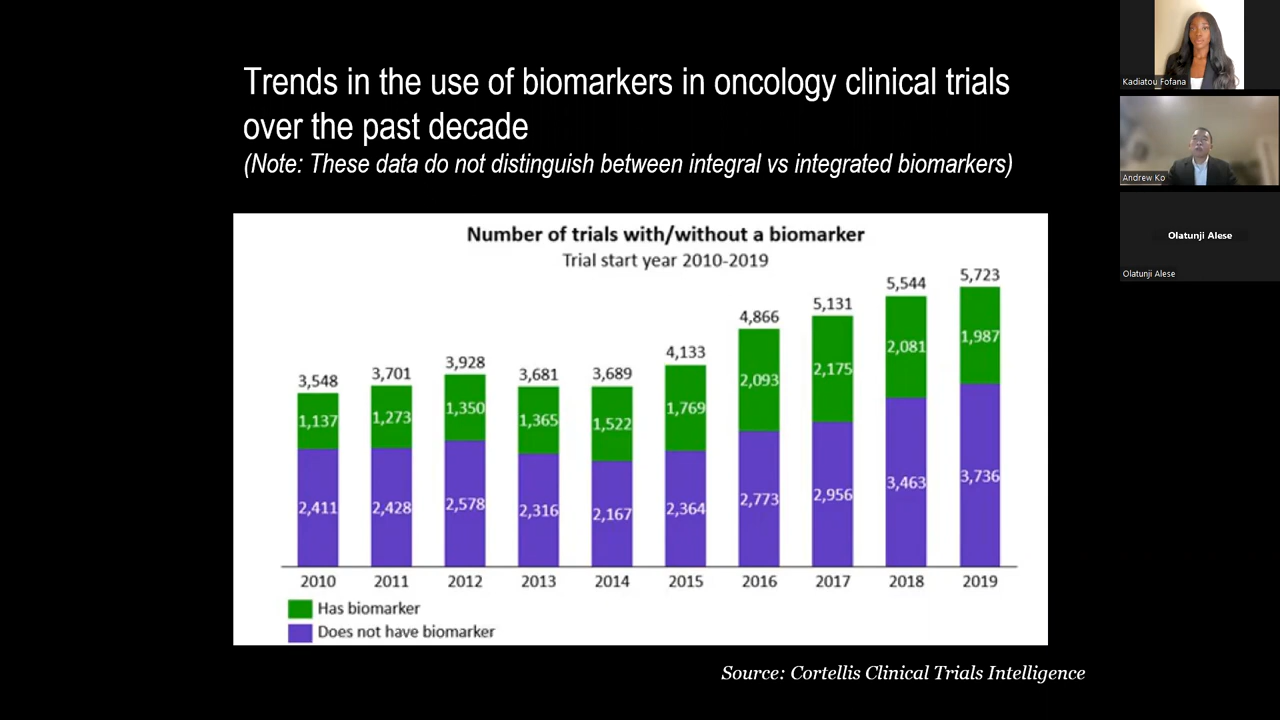 Trends in the use of biomarkers in oncology clinical trials
over the past decade
(Note: These data do not distinguish between integral vs integrated biomarkers)
Number of trials with/without a biomarker
Trial start year 2010-2019
3,548 3,701 3,928 3,681 3,689 4,133 4,866 5,131 5,544 5,723
1,137 1,273 1,350 1,365 1,522 1,769 2,093 2,175 2,081 1,987
2,411 2,428 2,578 2,316 2,167 2,364 2,773 2,956 3,463 3,736
2010 2011 2012 2013 2014 2015 2016 2017 2018 2019
Has biomarker
Does not have biomarker
Source: Cortellis Clinical Trials Intelligence
Kadiatou Fofana
Andrew Ko
Olatunji Alese
Olatunji Alese